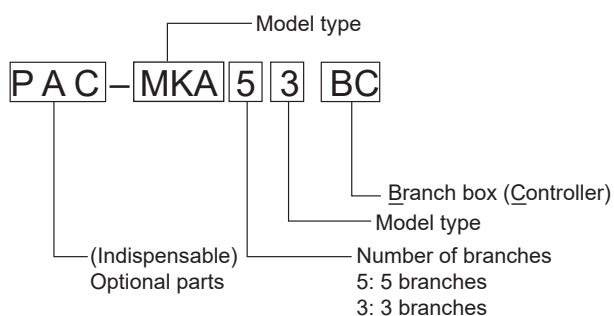 Model type
PAC–MKA 5 3 BC
Branch box (Controller)
Model type
(Indispensable)
Optional parts
Number of branches
5: 5 branches
3: 3 branches